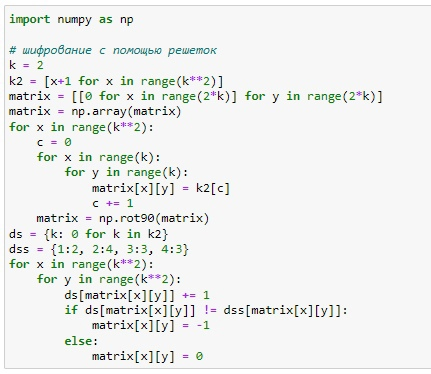 import numpy as np

# шифрование с помощью решеток
k = 2
k2 = [x+1 for x in range(k**2)]
matrix = [[0 for x in range(2*k)] for y in range(2*k)]
matrix = np.array(matrix)
for x in range(k**2):
    c = 0
    for x in range(k):
        for y in range(k):
            matrix[x][y] = k2[c]
            c += 1
    matrix = np.rot90(matrix)
ds = {k: 0 for k in k2}
dss = {1:2, 2:4, 3:3, 4:3}
for x in range(k**2):
    for y in range(k**2):
        ds[matrix[x][y]] += 1
        if ds[matrix[x][y]] != dss[matrix[x][y]]:
            matrix[x][y] = -1
        else:
            matrix[x][y] = 0